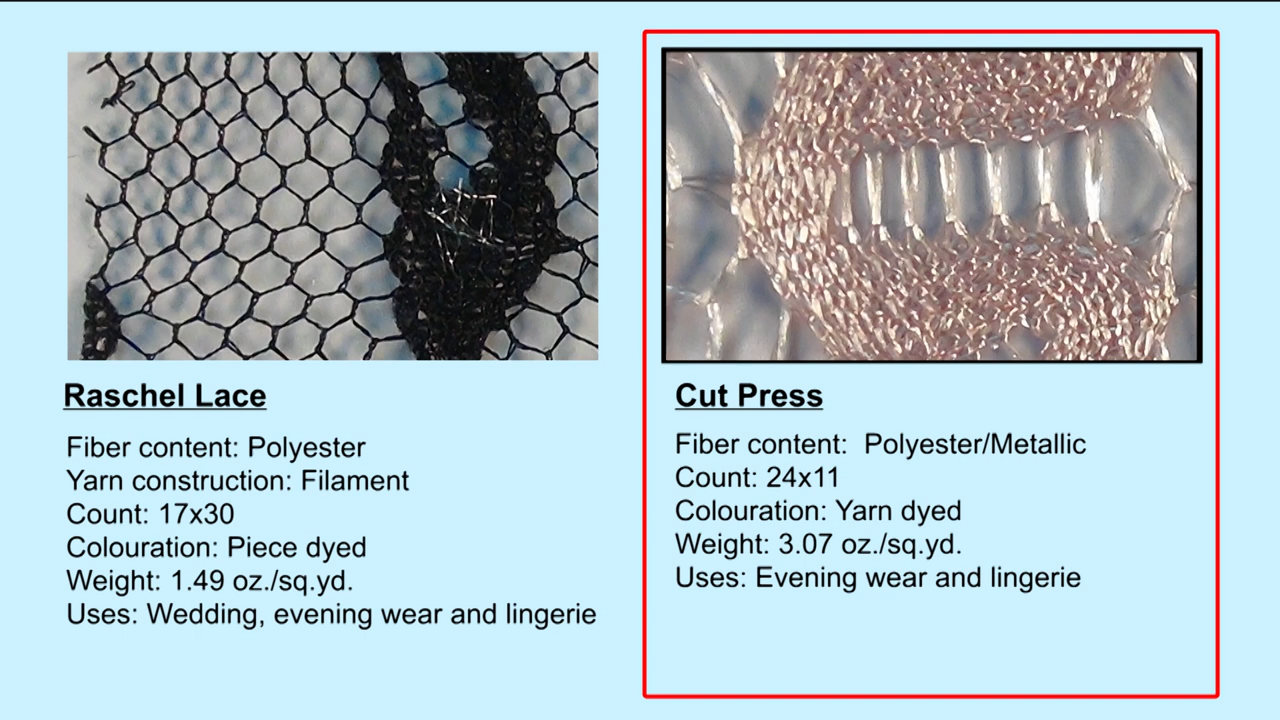 Raschel Lace
Fiber content: Polyester
Yarn construction: Filament
Count: 17x30
Colouration: Piece dyed
Weight: 1.49 oz./sq.yd.
Uses: Wedding, evening wear and lingerie
Cut Press
Fiber content: Polyester/Metallic
Count: 24x11
Colouration: Yarn dyed
Weight: 3.07 oz./sq.yd.
Uses: Evening wear and lingerie